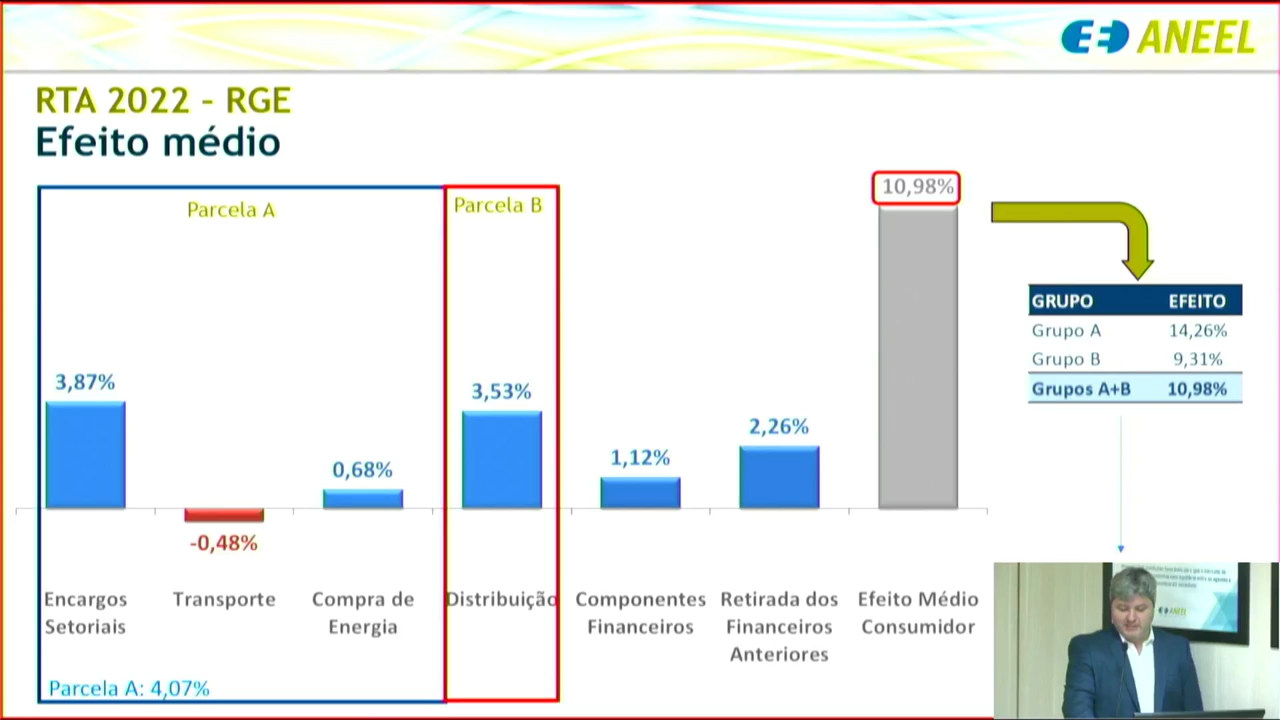 ANEEL
RTA 2022 – RGE
Efeito médio
Parcela A
Parcela B
10,98%
3,87%
-0,48%
0,68%
3,53%
1,12%
2,26%
Encargos
Setoriais
Transporte
Compra de
Energia
Distribuição
Componentes
Financeiros
Retirada dos
Financeiros
Anteriores
Efeito Médio
Consumidor
Parcela A: 4,07%
GRUPO EFEITO
Grupo A 14,26%
Grupo B 9,31%
Grupos A+B 10,98%
ANEEL